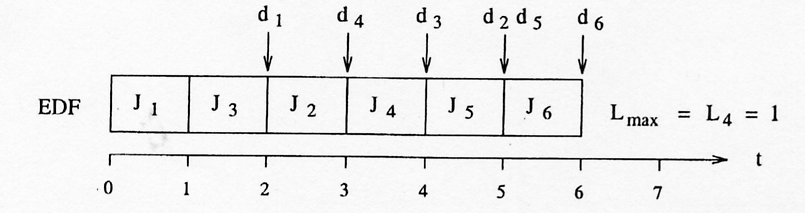 d 1 d 4 d 3 d 2 d 5 d 6
EDF J 1 J 3 J 2 J 4 J 5 J 6 L max = L 4 = 1
t
0 1 2 3 4 5 6 7